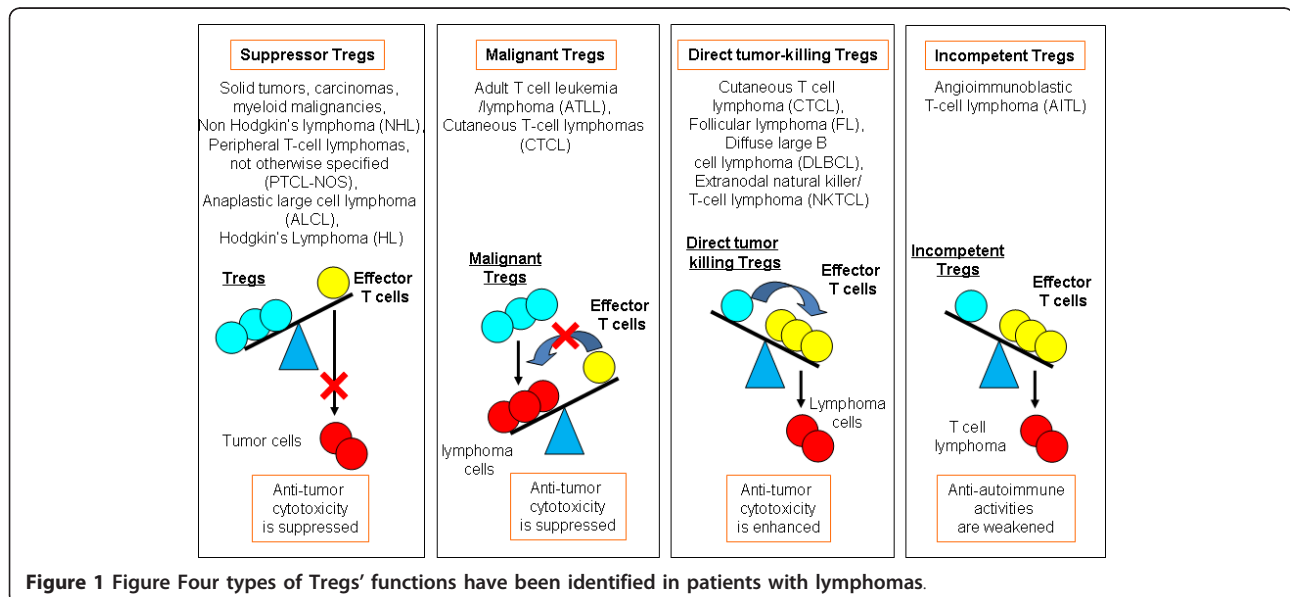 Suppressor Tregs
Solid tumors, carcinomas,
myeloid malignancies,
Non Hodgkin's lymphoma (NHL),
Peripheral T-cell lymphomas,
not otherwise specified
(PTCL-NOS),
Anaplastic large cell lymphoma
(ALCL),
Hodgkin's Lymphoma (HL)
Tregs
Effector
T cells
Tumor cells
Anti-tumor
cytotoxicity
is suppressed
Malignant Tregs
Adult T cell leukemia
/lymphoma (ATLL),
Cutaneous T-cell lymphomas
(CTCL)
Malignant
Tregs
Effector
T cells
lymphoma
cells
Anti-tumor
cytotoxicity
is suppressed
Direct tumor-killing Tregs
Cutaneous T cell
lymphoma (CTCL),
Follicular lymphoma (FL),
Diffuse large B
cell lymphoma (DLBCL),
Extranodal natural killer/
T-cell lymphoma (NKTCL)
Direct tumor
killing Tregs
Effector
T cells
Lymphoma
cells
Anti-tumor
cytotoxicity
is enhanced
Incompetent Tregs
Angioimmunoblastic
T-cell lymphoma (AITL)
Incompetent
Tregs
Effector
T cells
T cell
lymphoma
Anti-autoimmune
activities
are weakened
Figure 1 Figure Four types of Tregs' functions have been identified in patients with lymphomas.